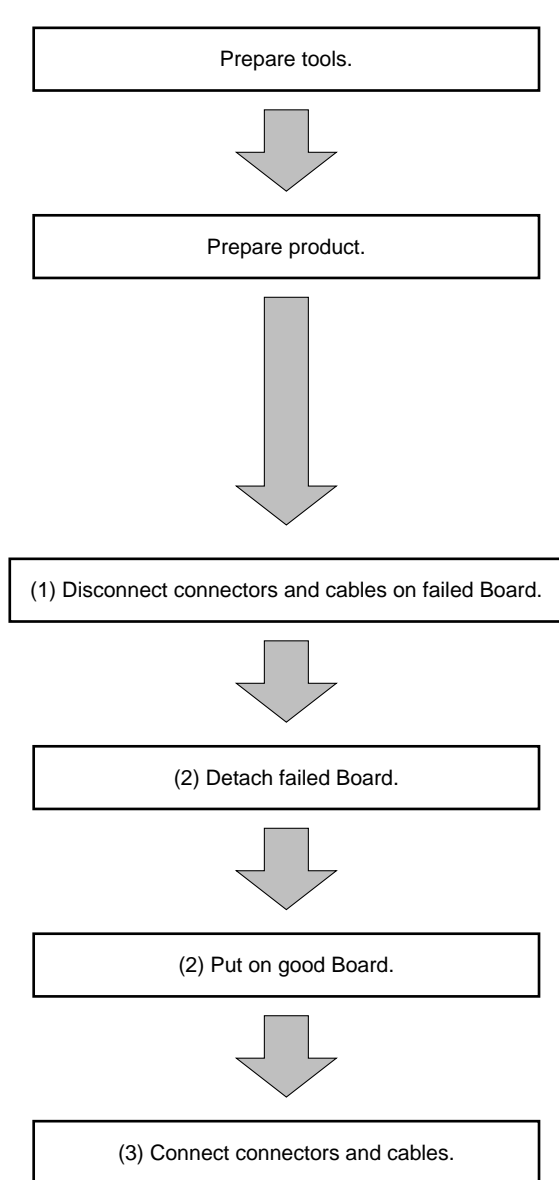 Prepare tools.
Prepare product.
(1) Disconnect connectors and cables on failed Board.
(2) Detach failed Board.
(2) Put on good Board.
(3) Connect connectors and cables.